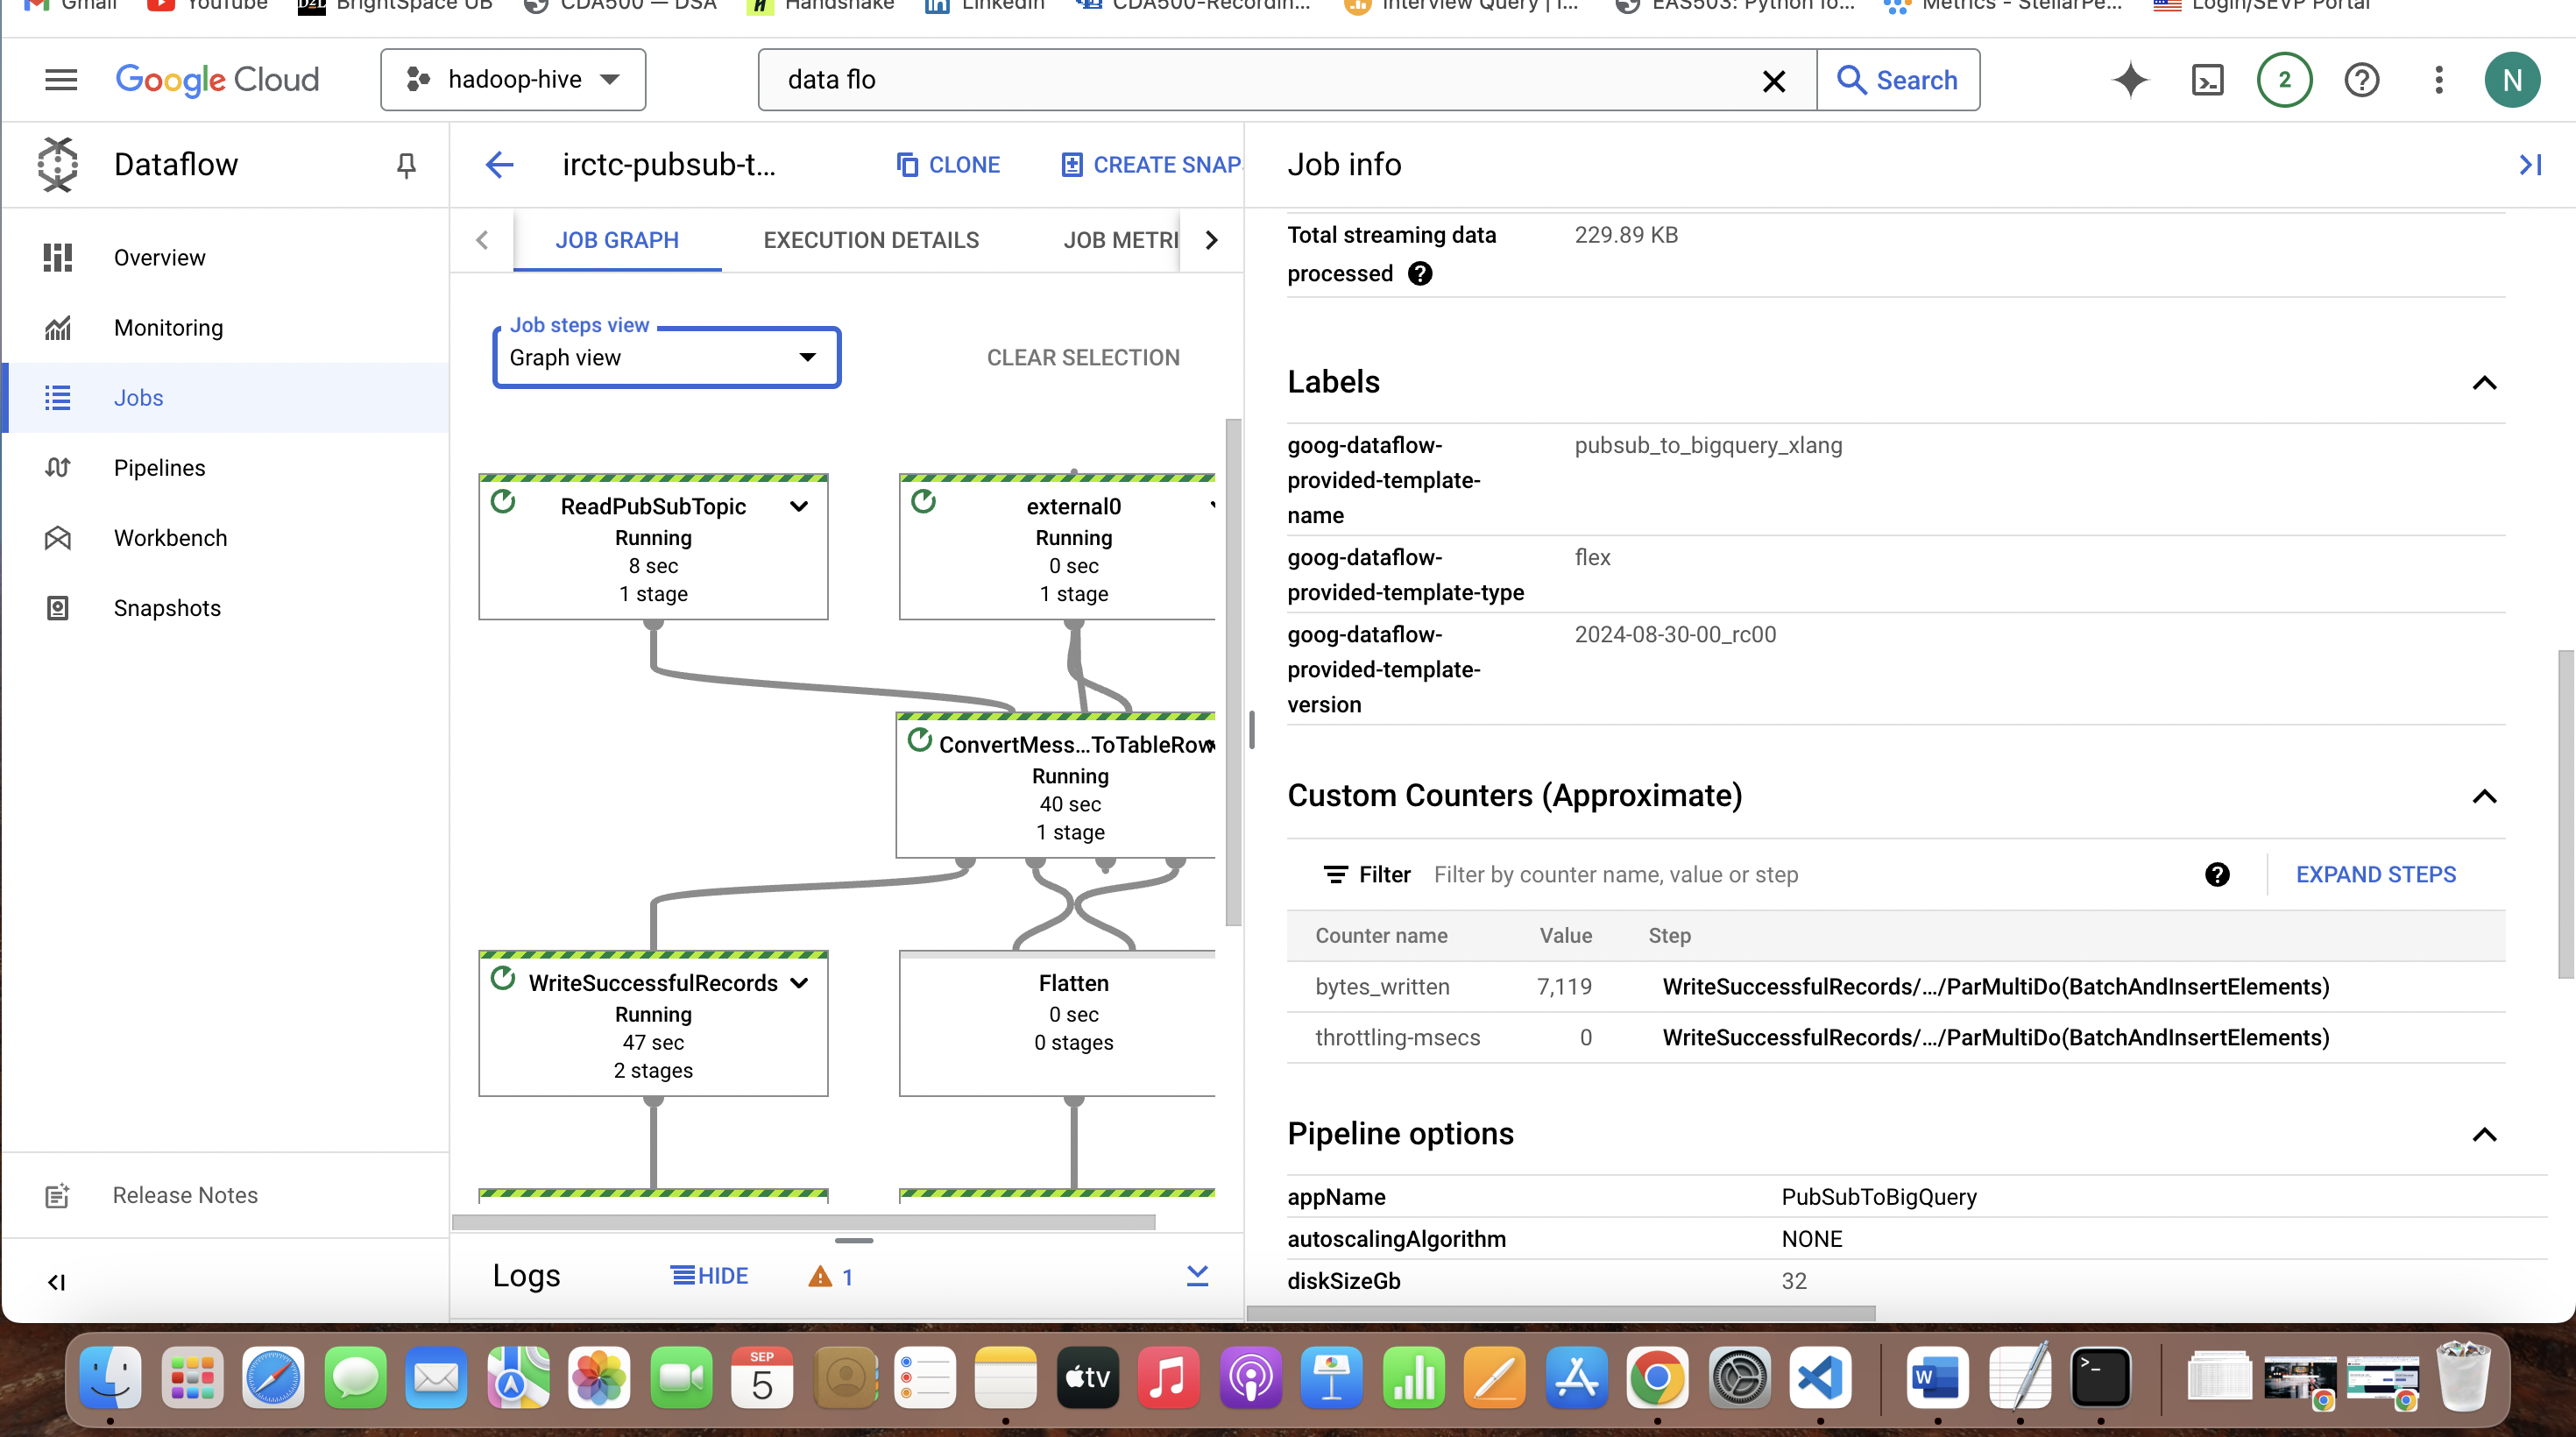 Gmail
YouTube
BrightSpace UB
CDA500 — DSA
Handshake
LinkedIn
CDA500-Recordin...
Interview Query | I...
EAS503: Python fo...
Metrics - StellarPe...
Login/SEVP Portal
Google Cloud
hadoop-hive
data flo
Search
2
N
Dataflow
irctc-pubsub-t...
CLONE
CREATE SNAP
Job info
Overview
Monitoring
Jobs
Pipelines
Workbench
Snapshots
Release Notes
JOB GRAPH
EXECUTION DETAILS
JOB METRI
Job steps view
Graph view
CLEAR SELECTION
ReadPubSubTopic
Running
8 sec
1 stage
external0
Running
0 sec
1 stage
ConvertMess...ToTableRow
Running
40 sec
1 stage
WriteSuccessfulRecords
Running
47 sec
2 stages
Flatten
0 sec
0 stages
Logs
HIDE
1
Total streaming data
processed
229.89 KB
Labels
goog-dataflow-
provided-template-
name
pubsub_to_bigquery_xlang
goog-dataflow-
provided-template-type
flex
goog-dataflow-
provided-template-
version
2024-08-30-00_rc00
Custom Counters (Approximate)
Filter
Filter by counter name, value or step
EXPAND STEPS
Counter name Value Step
bytes_written 7,119 WriteSuccessfulRecords/.../ParMultiDo(BatchAndInsertElements)
throttling-msecs 0 WriteSuccessfulRecords/.../ParMultiDo(BatchAndInsertElements)
Pipeline options
appName PubSubToBigQuery
autoscalingAlgorithm NONE
diskSizeGb 32
SEP
5
tv
W